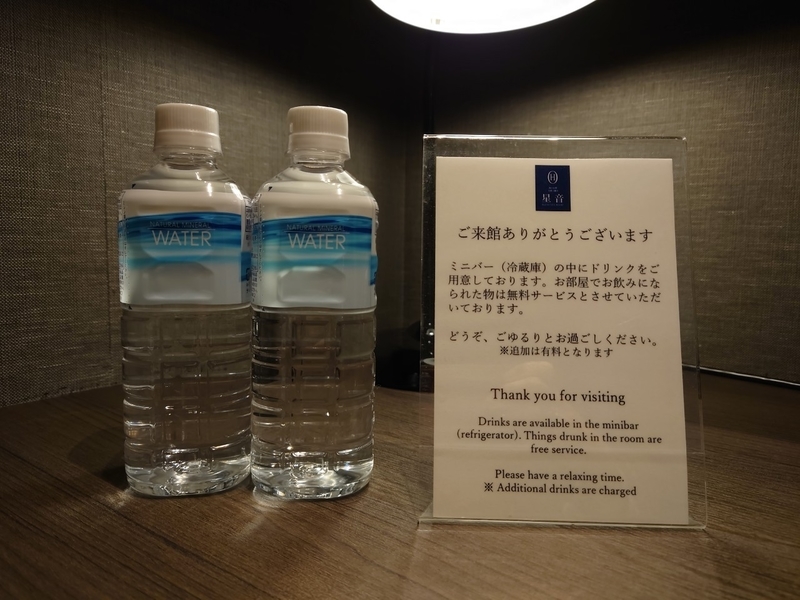 NATURAL MINERAL
WATER
NATURAL MINERAL
WATER
星音
ご来館ありがとうございます
ミニバー（冷蔵庫）の中にドリンクをご
用意しております。お部屋でお飲みにな
られた物は無料サービスとさせていただ
いております。
どうぞ、ごゆるりとお過ごしください。
※追加は有料となります
Thank you for visiting
Drinks are available in the minibar
(refrigerator). Things drunk in the room are
free service.
Please have a relaxing time.
※ Additional drinks are charged